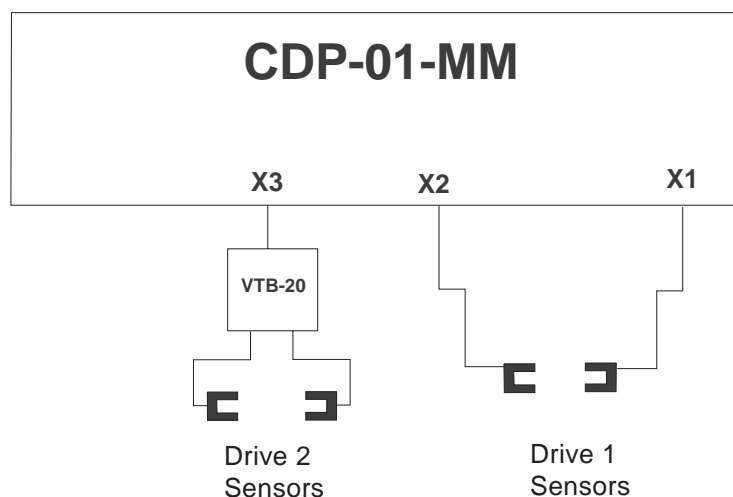 CDP-01-MM
X3
X2
X1
VTB-20
Drive 2
Sensors
Drive 1
Sensors